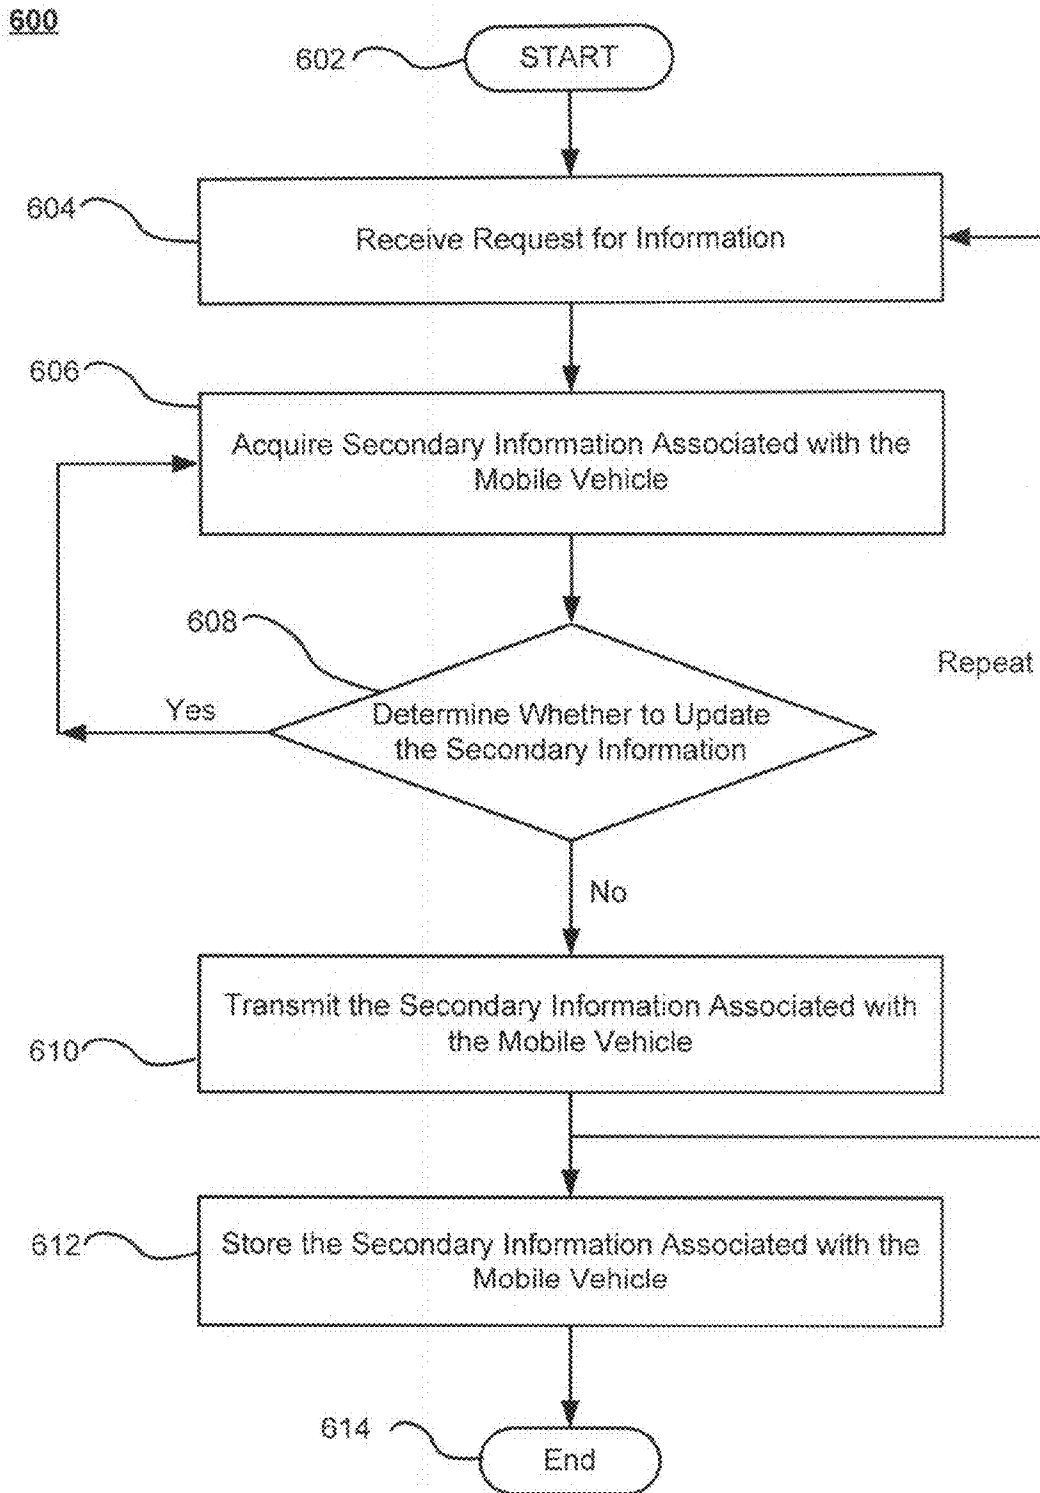 600
602
START
604
Receive Request for Information
606
Acquire Secondary Information Associated with the
Mobile Vehicle
608
Repeat
Yes
Determine Whether to Update
the Secondary Information
No
Transmit the Secondary Information Associated with
the Mobile Vehicle
610
612
Store the Secondary Information Associated with the
Mobile Vehicle
614
End